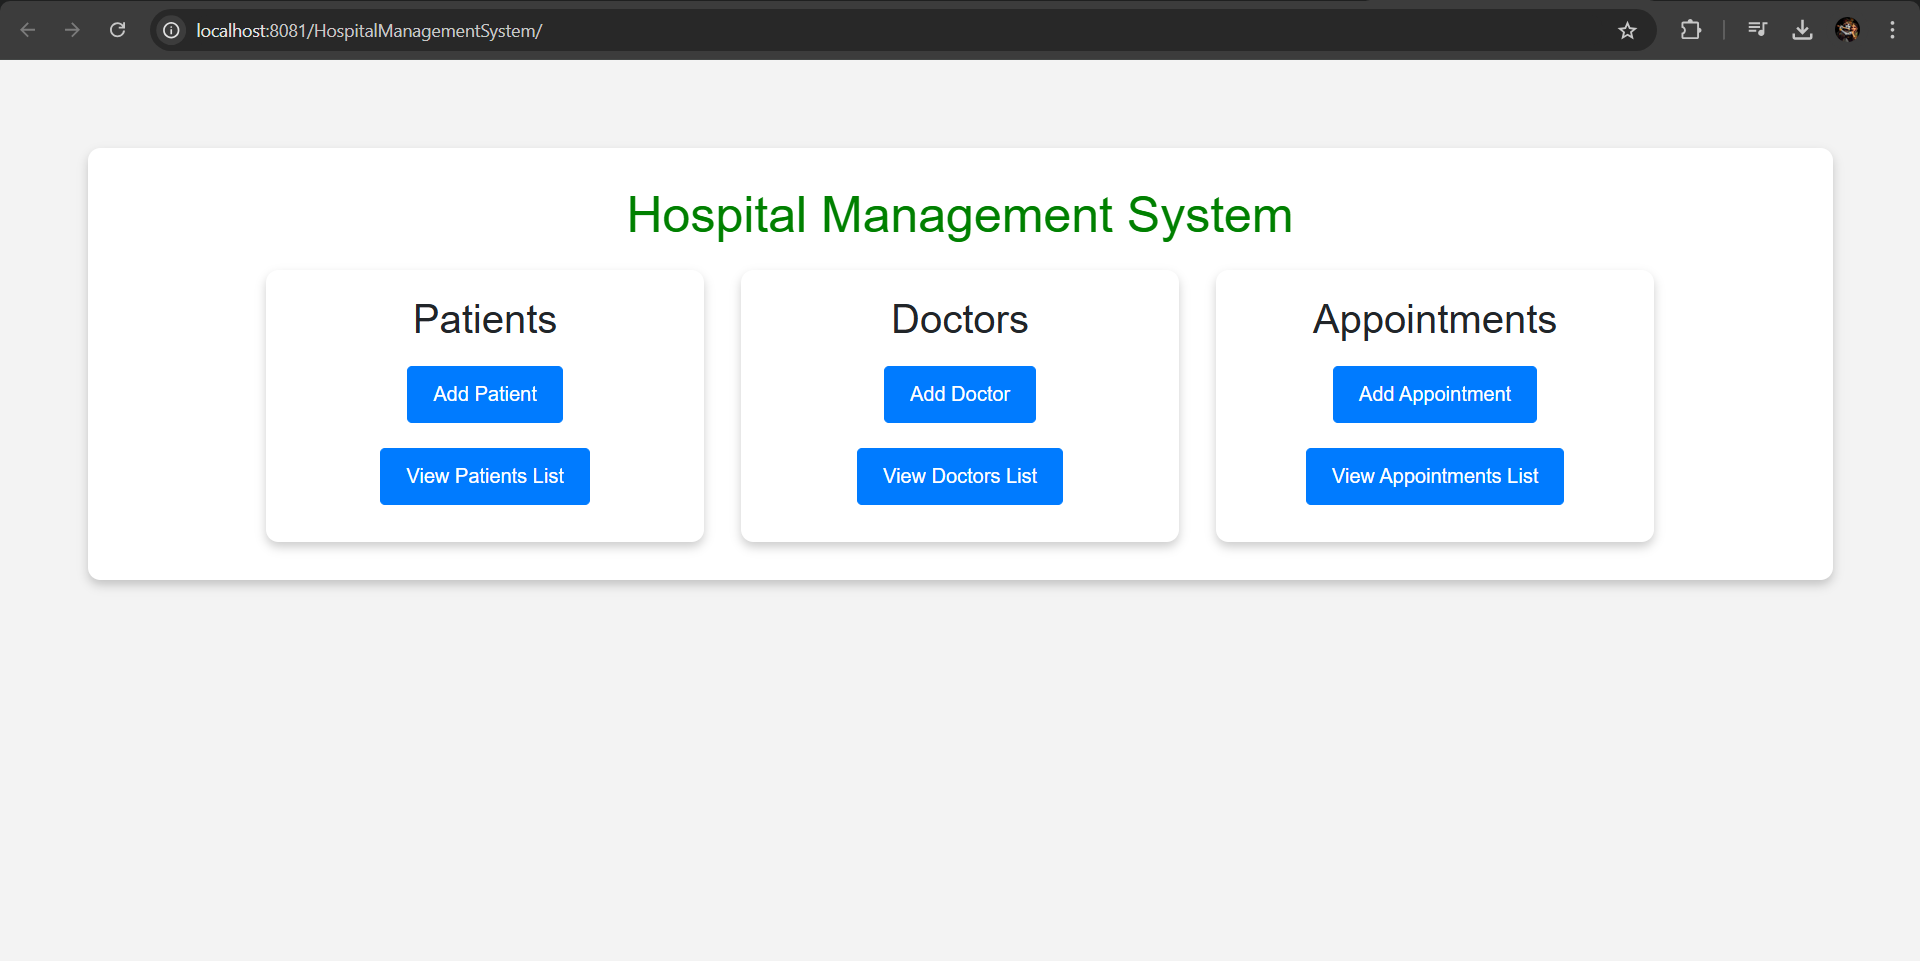 localhost:8081/HospitalManagementSystem/
Hospital Management System
Patients
Add Patient
View Patients List
Doctors
Add Doctor
View Doctors List
Appointments
Add Appointment
View Appointments List